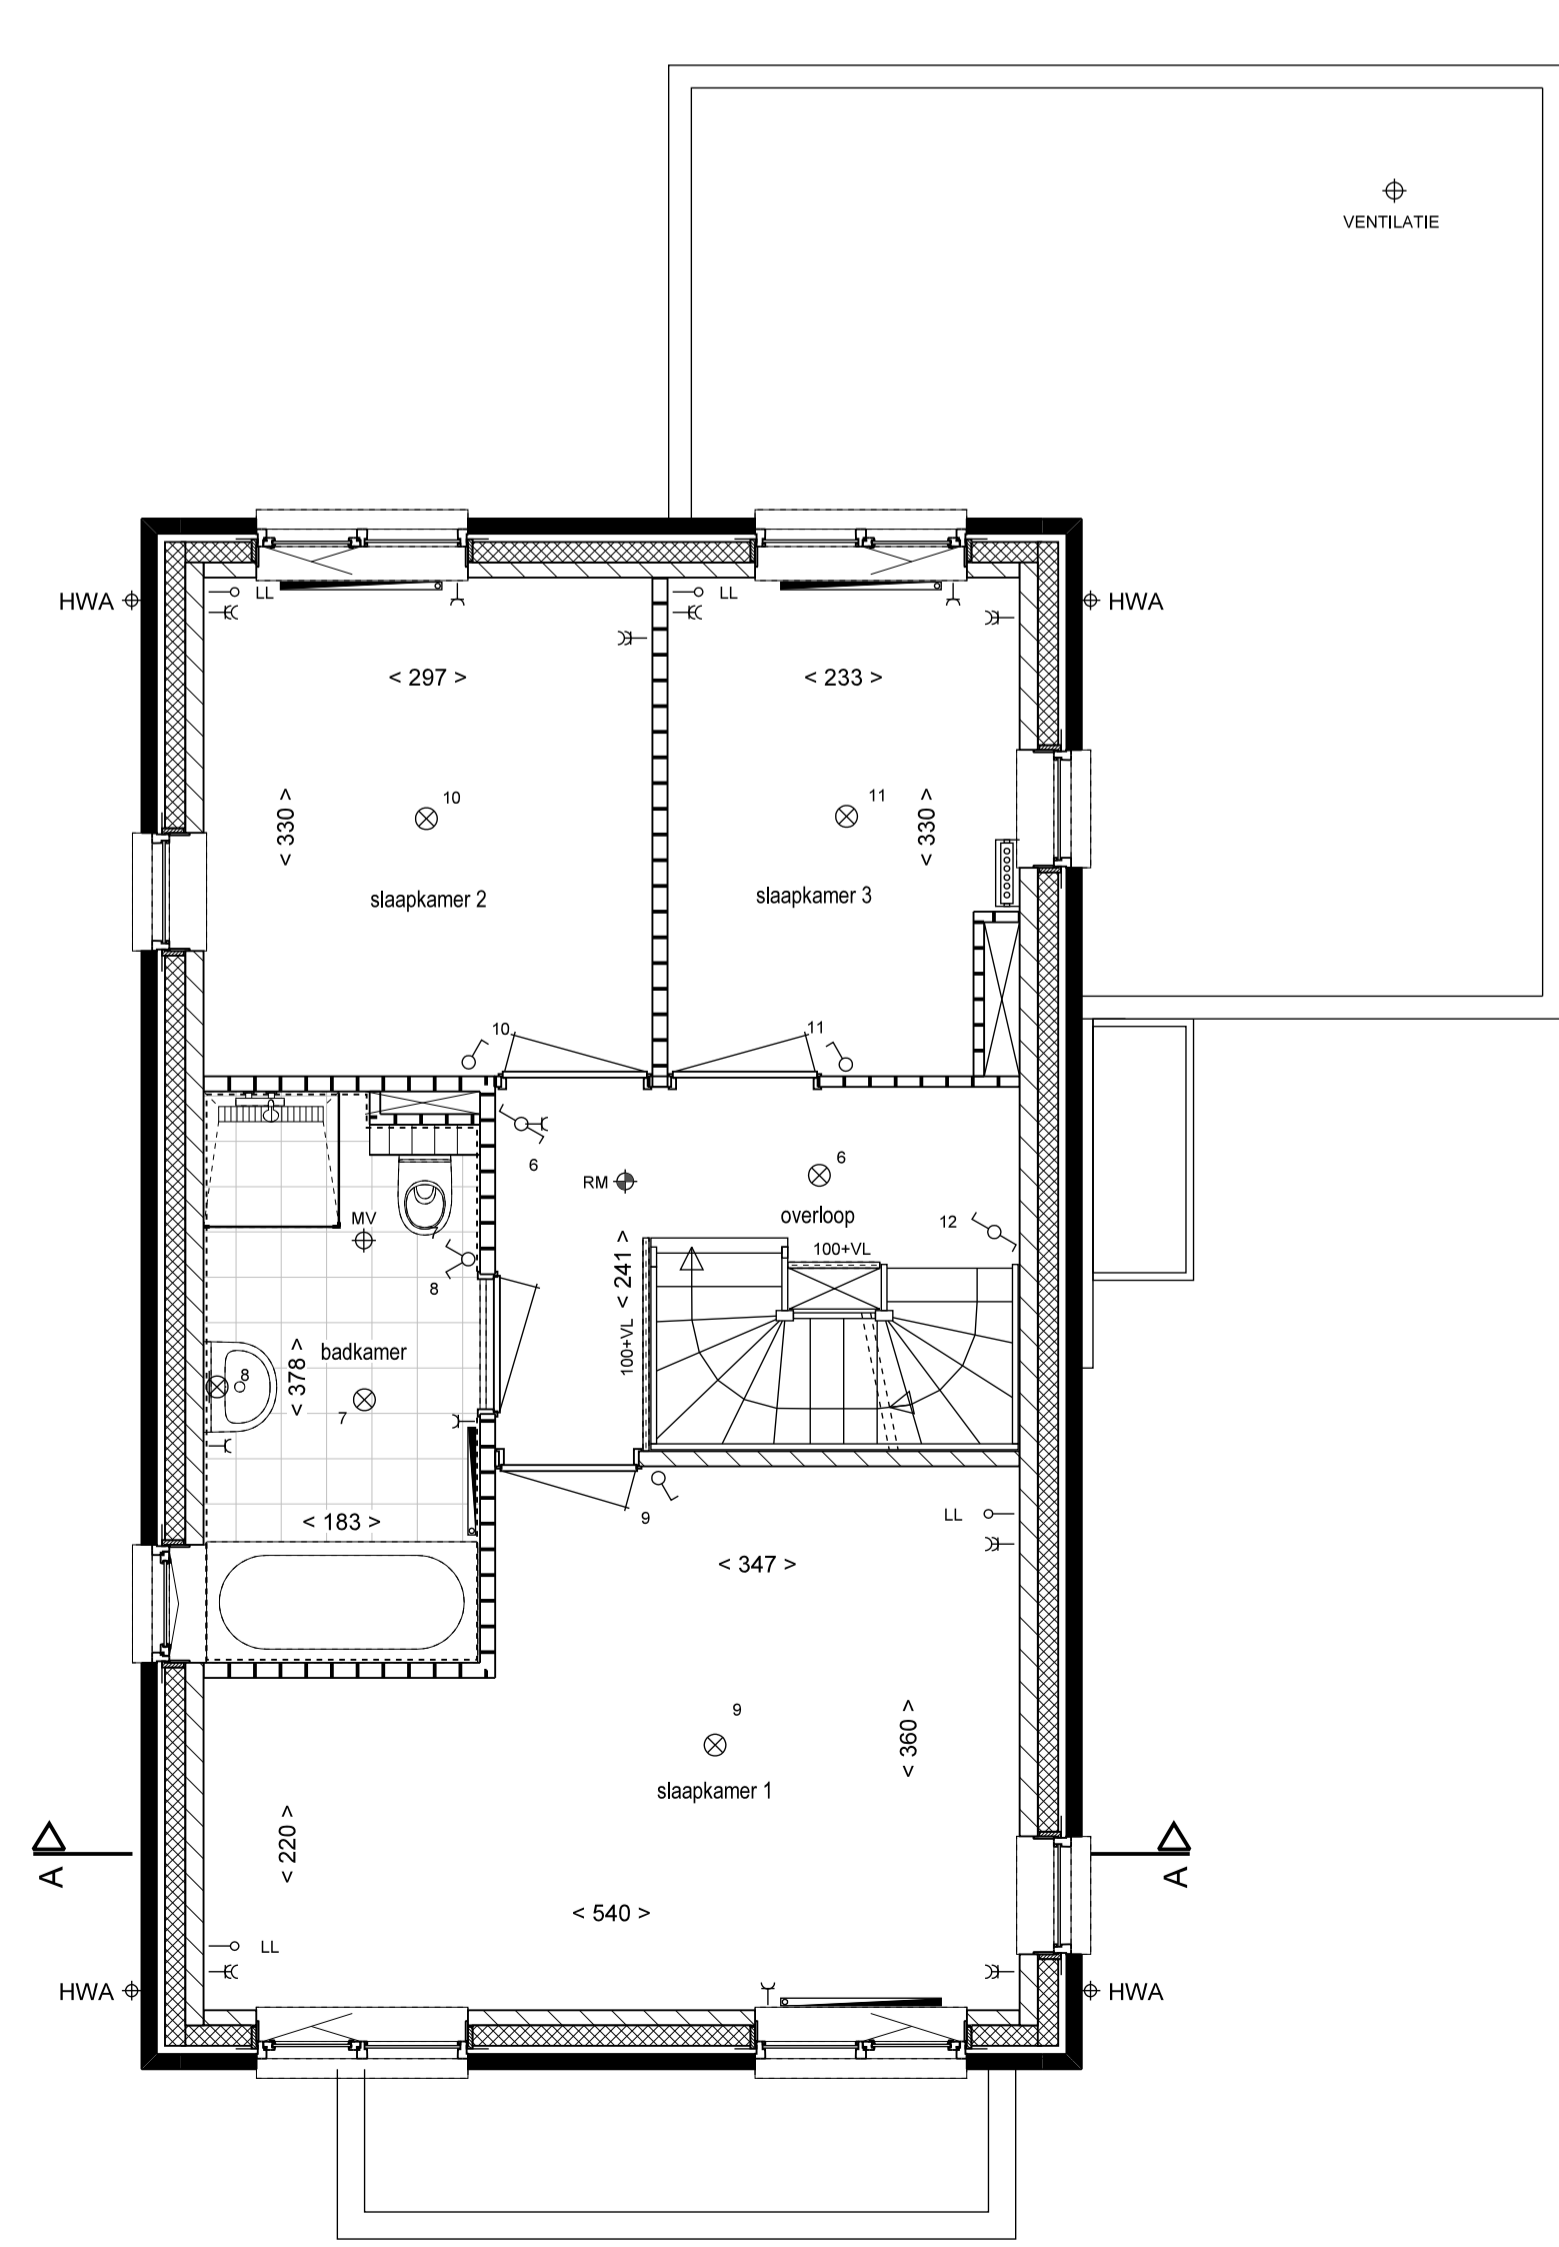 VENTILATIE
HWA
LL
LL
HWA
< 297 >
< 233 >
10
11
< 330 >
< 330 >
slaapkamer 2
slaapkamer 3
10
11
6
6
RM
overloop
MV
12
7
100+VL
8
100+VL < 241 >
badkamer
8
< 378 >
7
9
LL
< 183 >
< 347 >
9
< 360 >
slaapkamer 1
< 220 >
A
A
< 540 >
LL
HWA
HWA